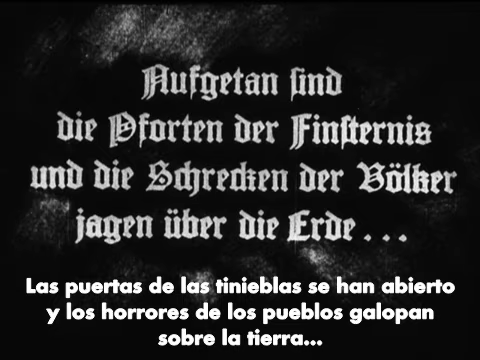 Aufgetan sind
die Pforten der Finsternis
und die Schrecken der Völker
jagen über die Erde...
Las puertas de las tinieblas se han abierto
y los horrores de los pueblos galopan
sobre la tierra...